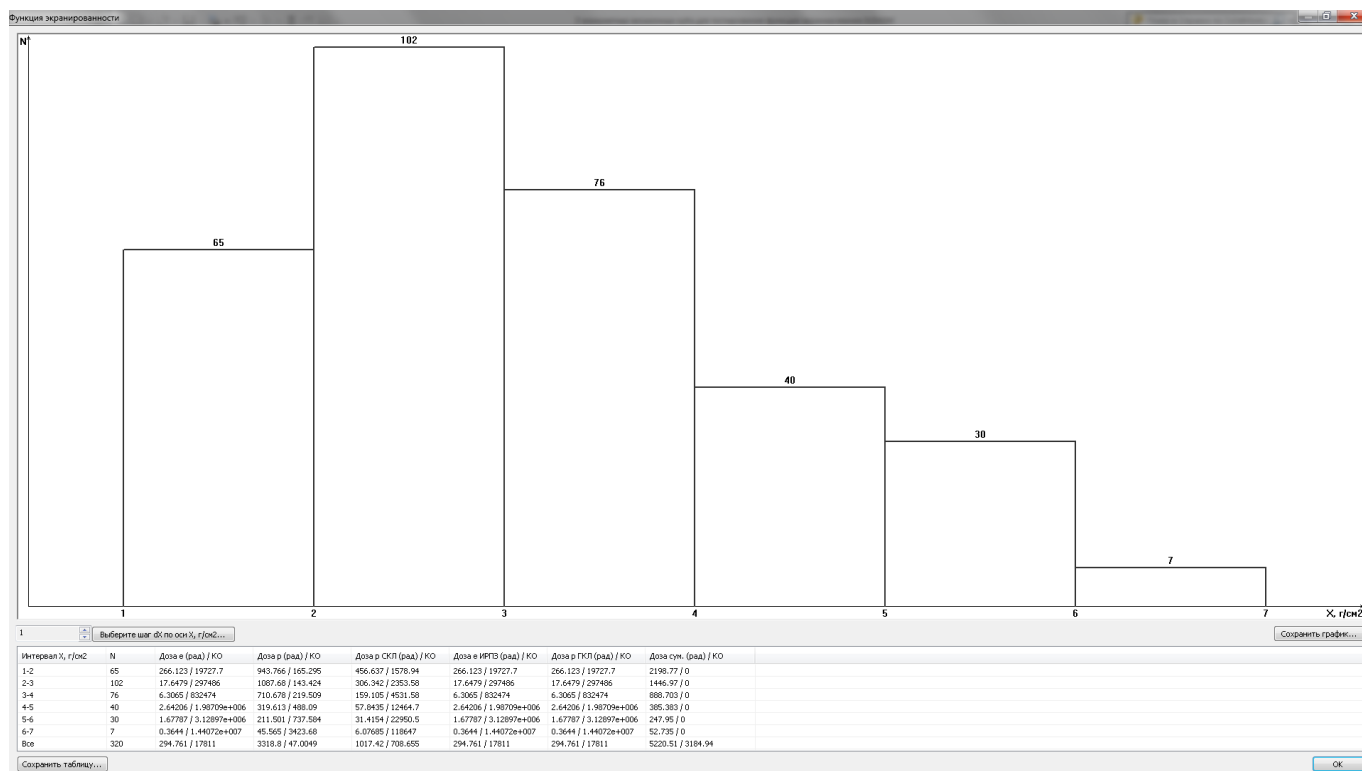 Функция экранированности
N
102
76
65
40
30
7
1 2 3 4 5 6 7 X, г/см2
1 Выберите шаг dX по оси X, г/см2... Сохранить график...
Интервал X, г/см2 N Доза e (рад) / КО Доза p (рад) / КО Доза p СКЛ (рад) / КО Доза e ИРПЗ (рад) / КО Доза p ГКЛ (рад) / КО Доза сум. (рад) / КО
1-2 65 266.123 / 19727.7 943.766 / 165.295 456.637 / 1578.94 266.123 / 19727.7 266.123 / 19727.7 2198.77 / 0
2-3 102 17.6479 / 297486 1087.68 / 143.424 306.342 / 2353.58 17.6479 / 297486 17.6479 / 297486 1446.97 / 0
3-4 76 6.3065 / 832474 710.678 / 219.509 159.105 / 4531.58 6.3065 / 832474 6.3065 / 832474 888.703 / 0
4-5 40 2.64206 / 1.98709e+006 319.613 / 488.09 57.8435 / 12464.7 2.64206 / 1.98709e+006 2.64206 / 1.98709e+006 385.383 / 0
5-6 30 1.67787 / 3.12897e+006 211.501 / 737.584 31.4154 / 22950.5 1.67787 / 3.12897e+006 1.67787 / 3.12897e+006 247.95 / 0
6-7 7 0.3644 / 1.44072e+007 45.565 / 3423.68 6.07685 / 118647 0.3644 / 1.44072e+007 0.3644 / 1.44072e+007 52.735 / 0
Все 320 294.761 / 17811 3318.8 / 47.0049 1017.42 / 708.655 294.761 / 17811 294.761 / 17811 5220.51 / 3184.94
Сохранить таблицу... OK